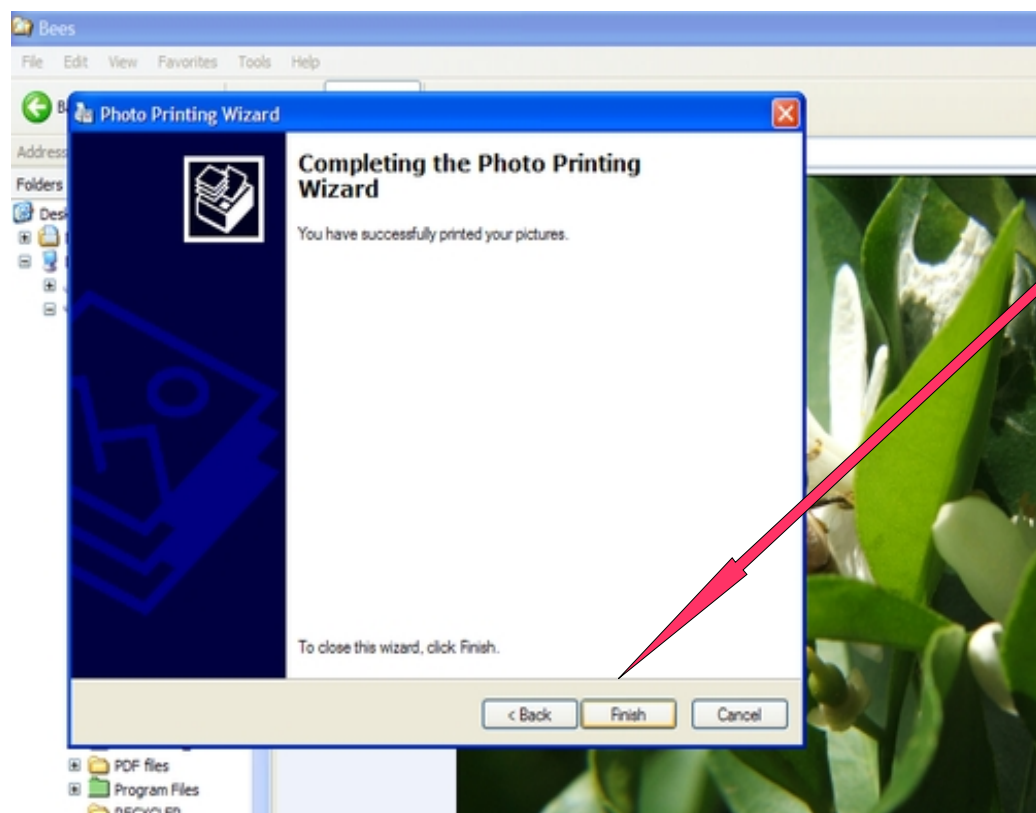 Bees
File Edit View Favorites Tools Help
Photo Printing Wizard
Address
Folders
Completing the Photo Printing
Wizard
You have successfully printed your pictures.
To close this wizard, click Finish.
< Back Finish Cancel
PDF files
Program Files